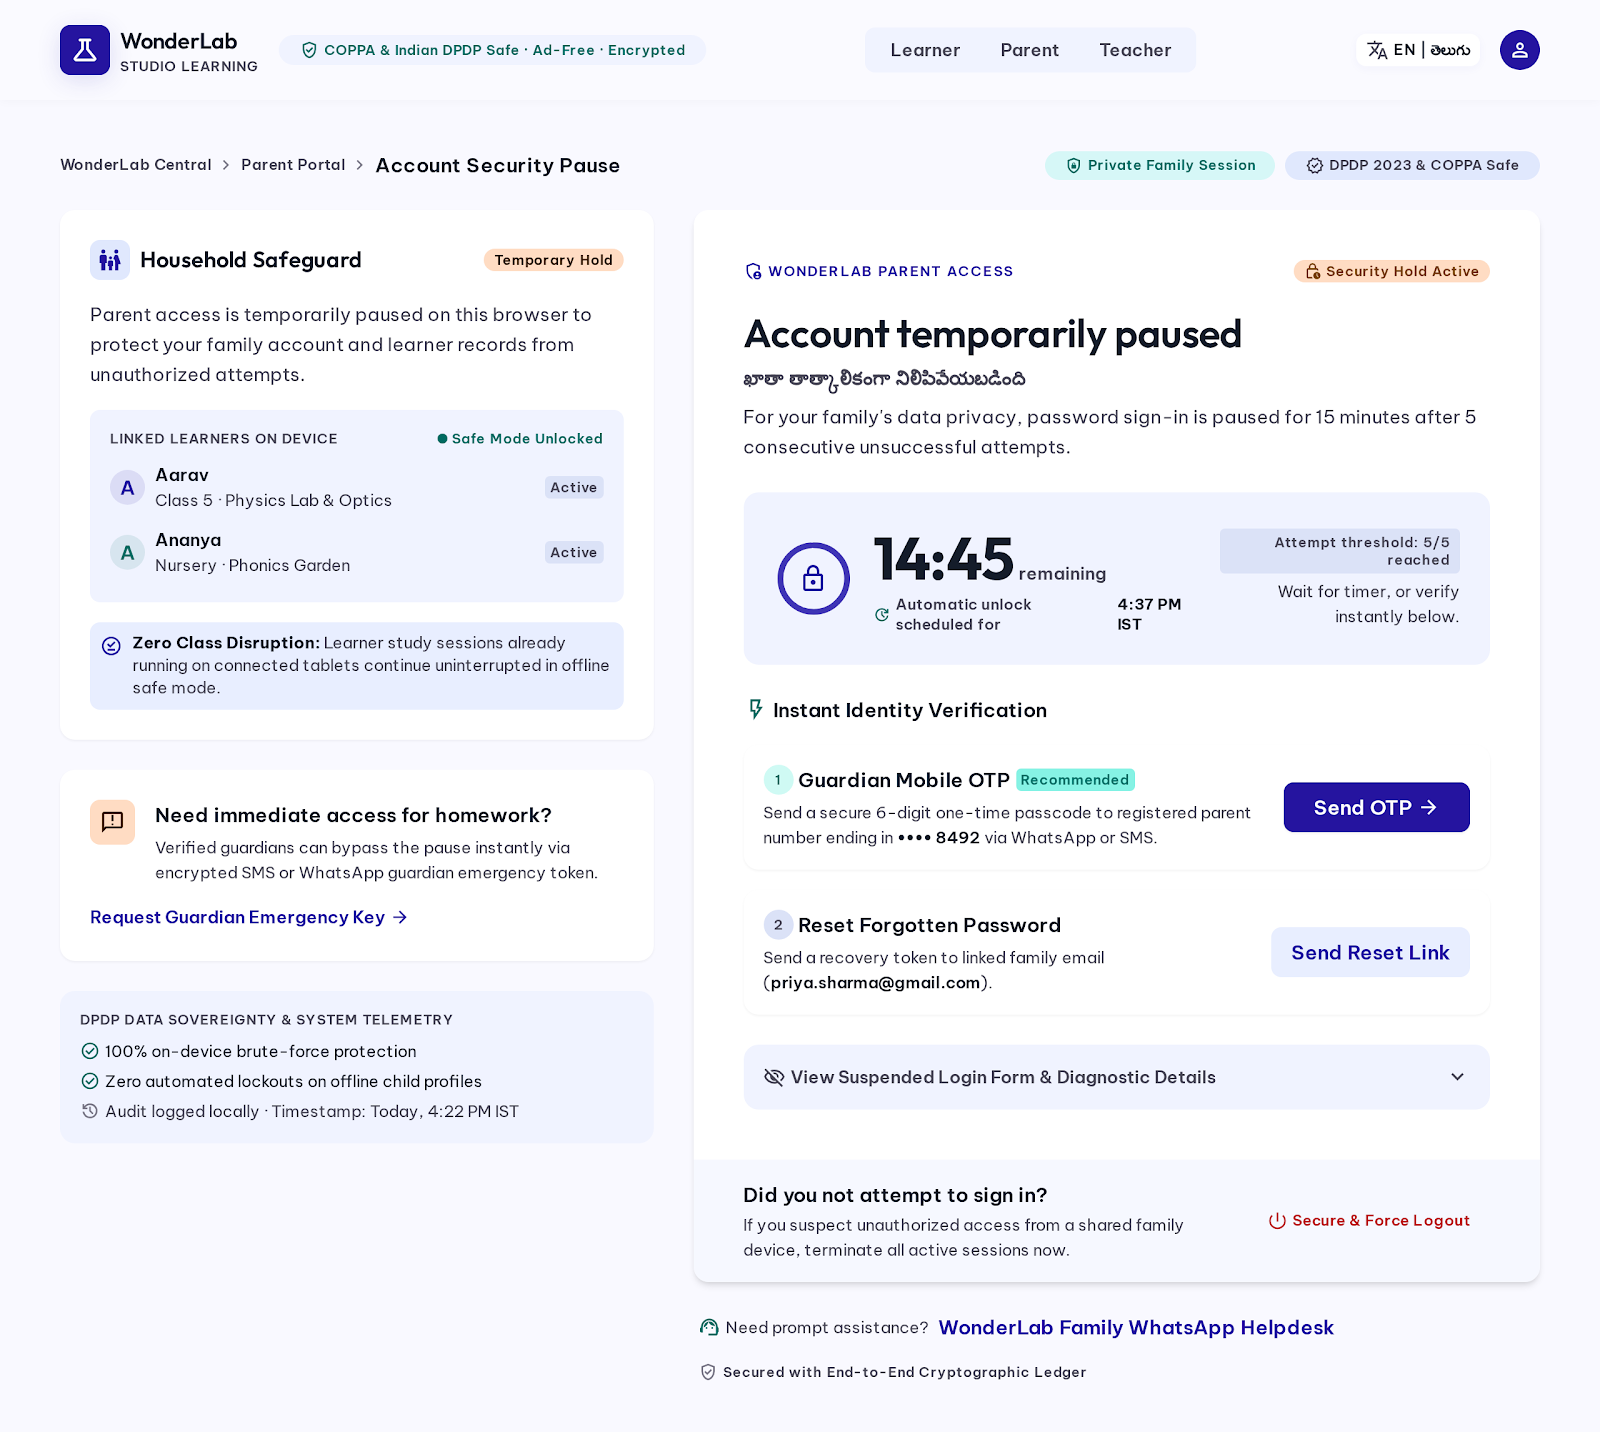 WonderLab
STUDIO LEARNING
COPPA & Indian DPDP Safe · Ad-Free · Encrypted
Learner
Parent
Teacher
EN | తెలుగు
WonderLab Central
Parent Portal
Account Security Pause
Private Family Session
DPDP 2023 & COPPA Safe
Household Safeguard
Temporary Hold
Parent access is temporarily paused on this browser to
protect your family account and learner records from
unauthorized attempts.
LINKED LEARNERS ON DEVICE
Safe Mode Unlocked
A
Aarav
Class 5 · Physics Lab & Optics
Active
A
Ananya
Nursery · Phonics Garden
Active
Zero Class Disruption: Learner study sessions already
running on connected tablets continue uninterrupted in offline
safe mode.
Need immediate access for homework?
Verified guardians can bypass the pause instantly via
encrypted SMS or WhatsApp guardian emergency token.
Request Guardian Emergency Key
DPDP DATA SOVEREIGNTY & SYSTEM TELEMETRY
100% on-device brute-force protection
Zero automated lockouts on offline child profiles
Audit logged locally · Timestamp: Today, 4:22 PM IST
WONDERLAB PARENT ACCESS
Security Hold Active
Account temporarily paused
ఖాతా తాత్కాలికంగా నిలిపివేయబడింది
For your family's data privacy, password sign-in is paused for 15 minutes after 5
consecutive unsuccessful attempts.
14:45 remaining
Automatic unlock
scheduled for
4:37 PM
IST
Attempt threshold: 5/5
reached
Wait for timer, or verify
instantly below.
Instant Identity Verification
1
Guardian Mobile OTP
Recommended
Send a secure 6-digit one-time passcode to registered parent
number ending in •••• 8492 via WhatsApp or SMS.
Send OTP
2
Reset Forgotten Password
Send a recovery token to linked family email
(priya.sharma@gmail.com).
Send Reset Link
View Suspended Login Form & Diagnostic Details
Did you not attempt to sign in?
If you suspect unauthorized access from a shared family
device, terminate all active sessions now.
Secure & Force Logout
Need prompt assistance?
WonderLab Family WhatsApp Helpdesk
Secured with End-to-End Cryptographic Ledger